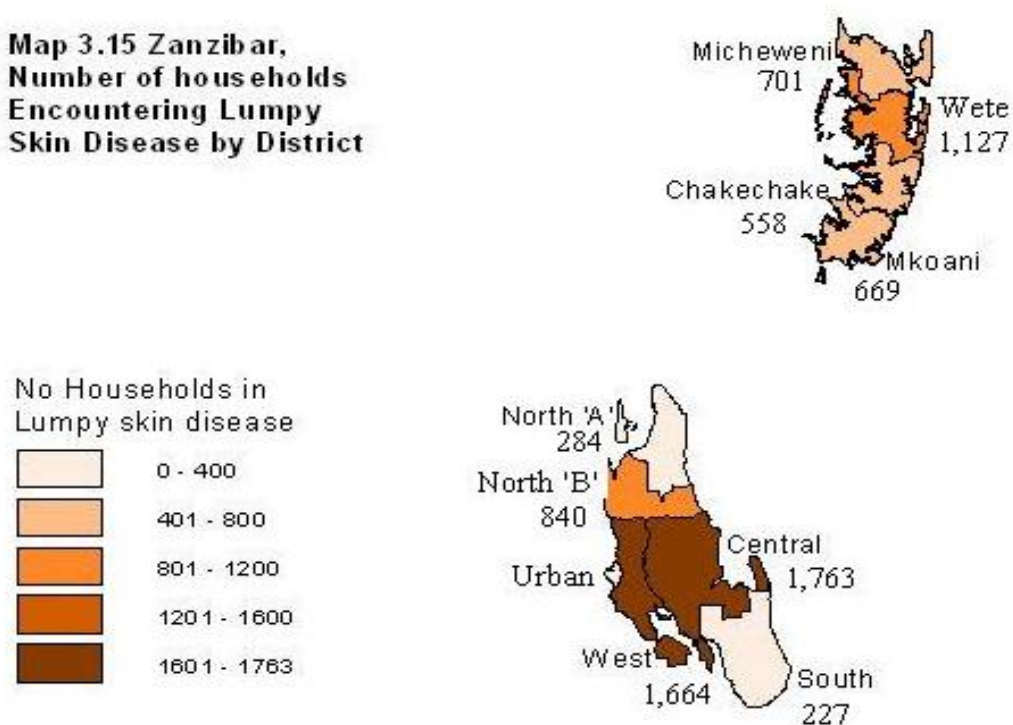 Map 3.15 Zanzibar,
Number of households
Encountering Lumpy
Skin Disease by District
Micheweni
701
Wete
1,127
Chakechake
558
Mkoani
669
No Households in
Lumpy skin disease
0 - 400
401 - 800
801 - 1200
1201 - 1600
1601 - 1763
North 'A'
284
North 'B'
840
Central
1,763
Urban
West
1,664
South
227